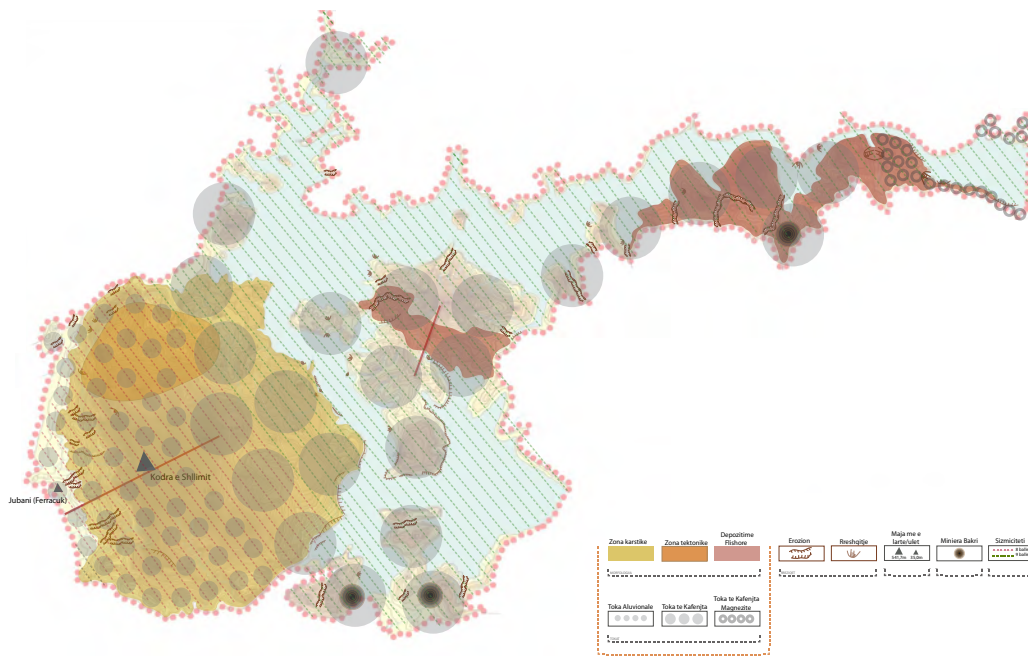 Kodra e Shllimit
Jubani (Ferracuk)
Zona karstike
Zona tektonike
Depozitime
Flishore
Erozion
Rreshqitje
Maja me e
larte/ulet
Miniera Bakri
Sizmiciteti
Toka Aluvionale
Toka te Kafenjta
Toka te Kafenjta
Magnezite